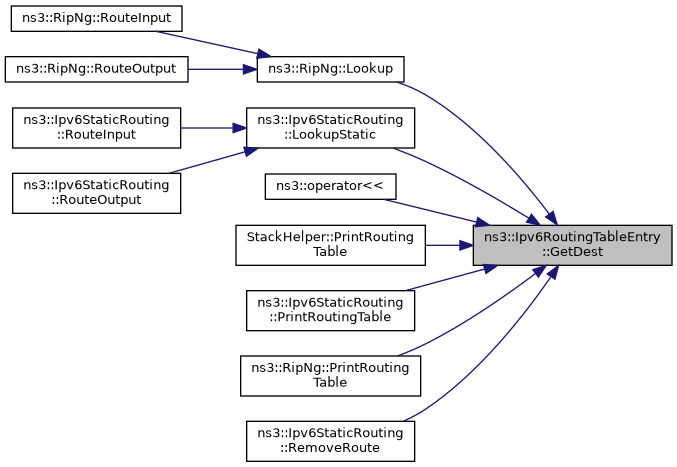 ns3::RipNg::RouteInput
ns3::RipNg::RouteOutput
ns3::RipNg::Lookup
ns3::Ipv6StaticRouting
::RouteInput
ns3::Ipv6StaticRouting
::LookupStatic
ns3::Ipv6StaticRouting
::RouteOutput
ns3::operator<<
StackHelper::PrintRouting
Table
ns3::Ipv6RoutingTableEntry
::GetDest
ns3::Ipv6StaticRouting
::PrintRoutingTable
ns3::RipNg::PrintRouting
Table
ns3::Ipv6StaticRouting
::RemoveRoute